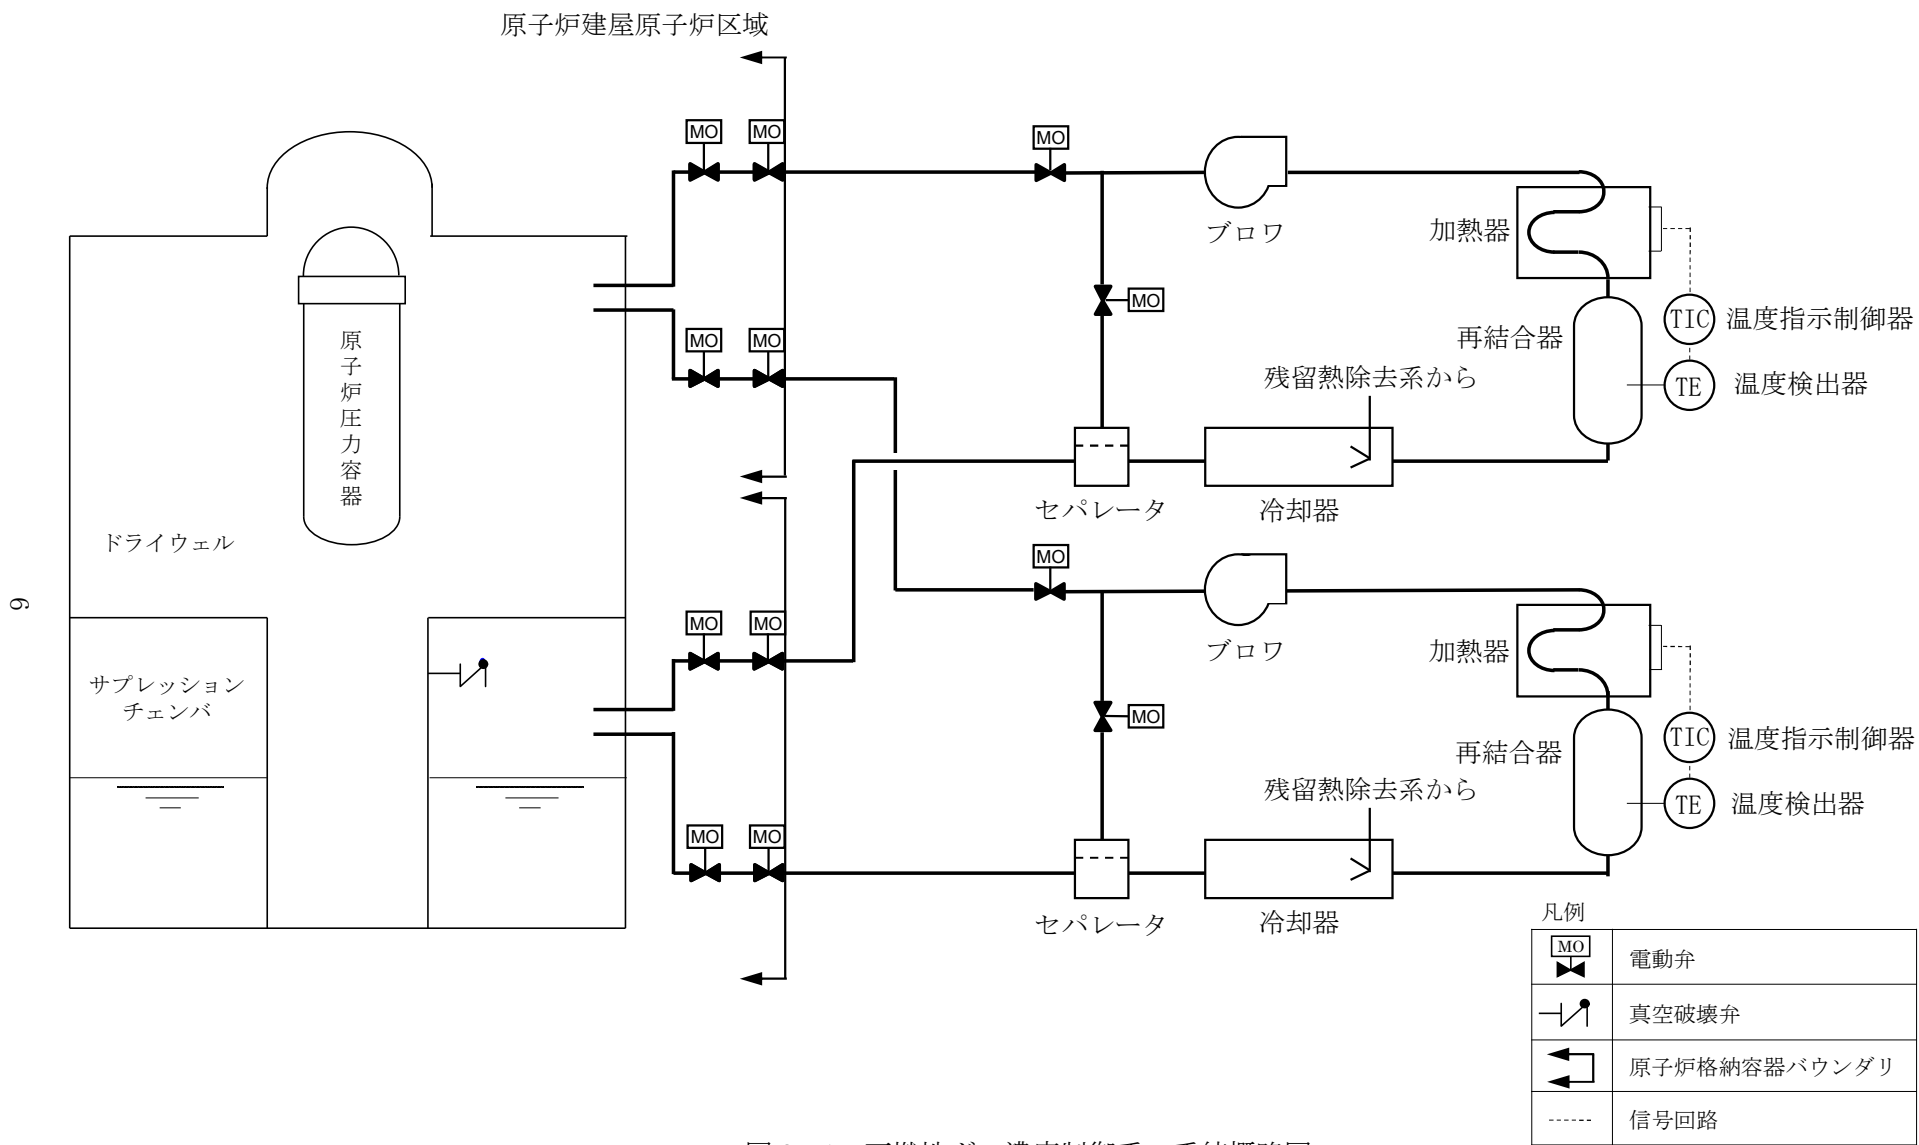 原子炉建屋原子炉区域
MO
MO
MO
ブロワ
加熱器
MO
TIC
温度指示制御器
再結合器
MO
MO
残留熱除去系から
TE
温度検出器
原子炉圧力容器
セパレータ
冷却器
ドライウェル
MO
ブロワ
加熱器
MO
MO
サプレッション
チェンバ
MO
TIC
温度指示制御器
再結合器
残留熱除去系から
TE
温度検出器
MO
MO
セパレータ
冷却器
凡例
MO
電動弁
真空破壊弁
原子炉格納容器バウンダリ
信号回路
9